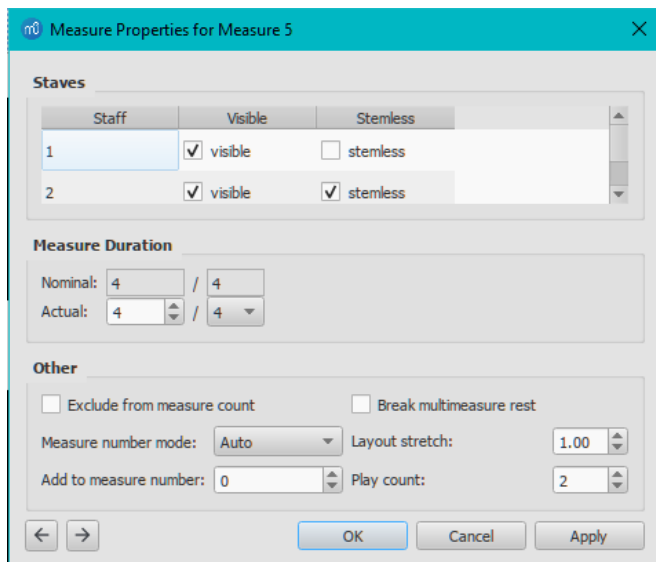 Measure Properties for Measure 5
Staves
Staff Visible Stemless
1 visible stemless
2 visible stemless
Measure Duration
Nominal: 4 / 4
Actual: 4 / 4
Other
Exclude from measure count Break multimeasure rest
Measure number mode: Auto Layout stretch: 1.00
Add to measure number: 0 Play count: 2
OK Cancel Apply